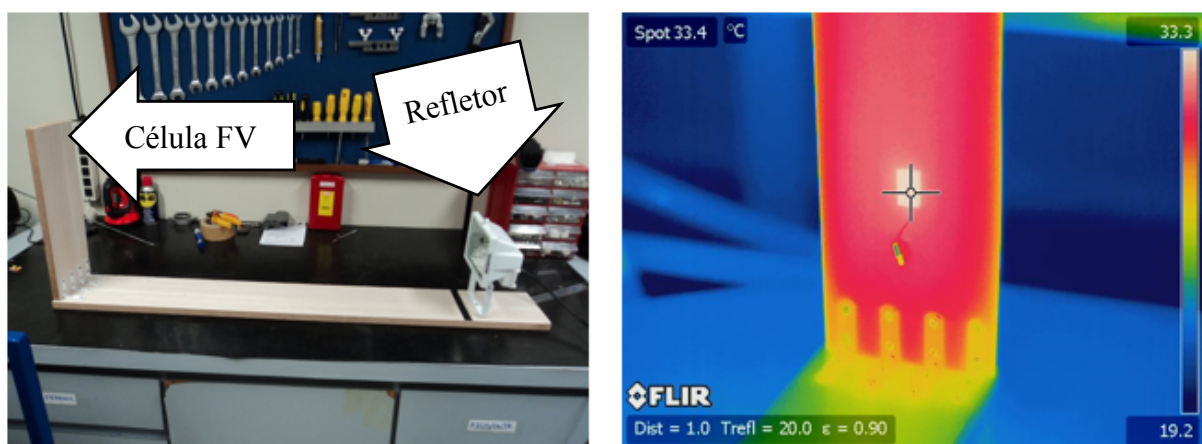 Célula FV
Refletor
Spot 33.4 °C
33.3
FLIR
Dist = 1.0 Trefl = 20.0 ε = 0.90
19.2